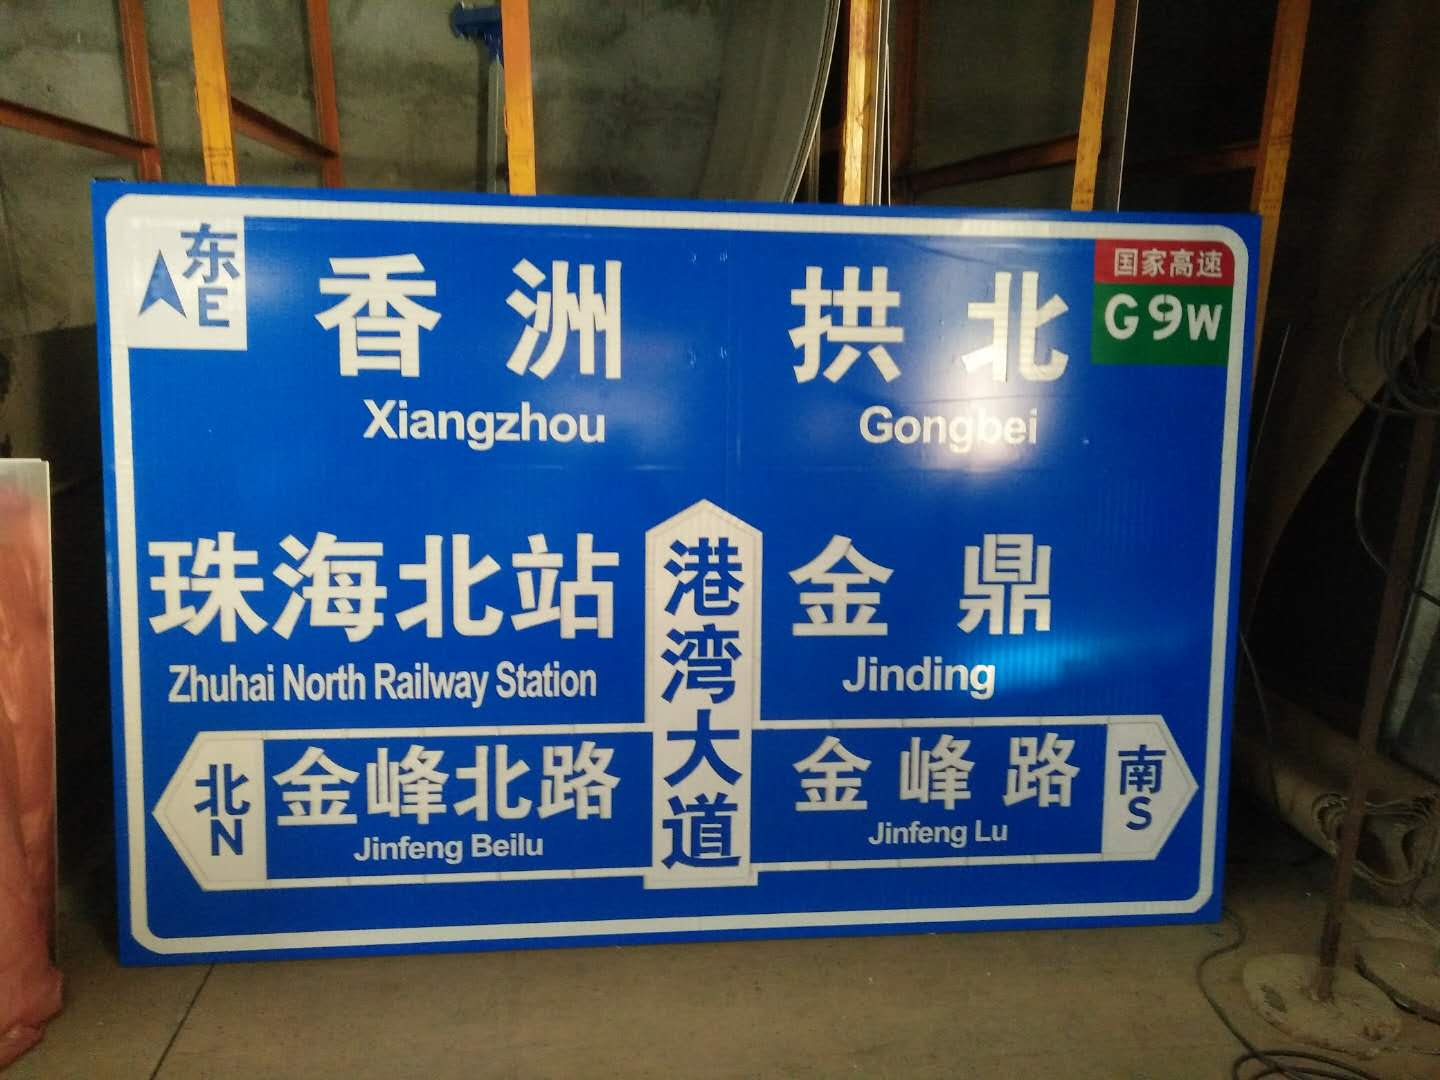 东
E
香洲 拱北
Xiangzhou Gongbei
国家高速
G9W
珠海北站
Zhuhai North Railway Station
金鼎
Jinding
港湾大道
北
N
金峰北路
Jinfeng Beilu
金峰路
Jinfeng Lu
南
S